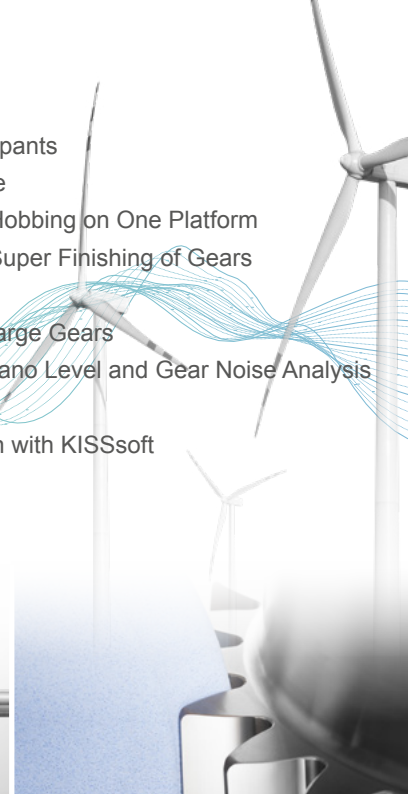 pants
e
Hobbing on One Platform
Super Finishing of Gears
arge Gears
ano Level and Gear Noise Analysis
n with KISSsoft